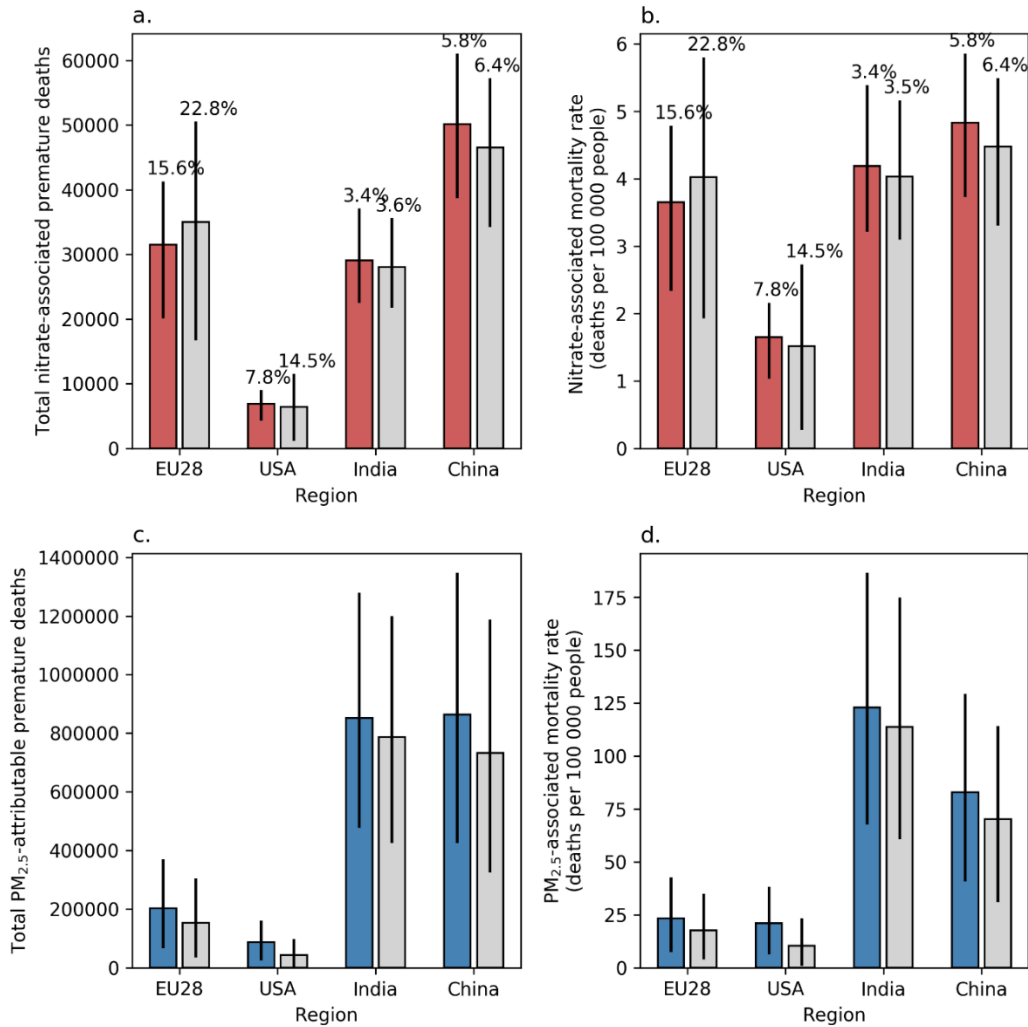 a.
Total nitrate-associated premature deaths
60000
50000
40000
30000
20000
10000
0
15.6%
22.8%
7.8%
14.5%
3.4%
3.6%
5.8%
6.4%
EU28 USA India China
Region
b.
Nitrate-associated mortality rate
(deaths per 100 000 people)
6
5
4
3
2
1
0
15.6%
22.8%
7.8%
14.5%
3.4%
3.5%
5.8%
6.4%
EU28 USA India China
Region
c.
Total PM2.5-attributable premature deaths
1400000
1200000
1000000
800000
600000
400000
200000
0
EU28 USA India China
Region
d.
PM2.5-associated mortality rate
(deaths per 100 000 people)
175
150
125
100
75
50
25
0
EU28 USA India China
Region